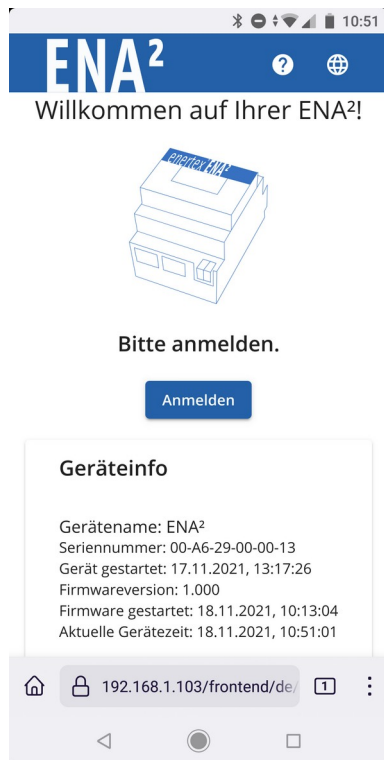 10:51
ENA²
Willkommen auf Ihrer ENA²!
enertex ENA²
Bitte anmelden.
Anmelden
Geräteinfo
Gerätename: ENA²
Seriennummer: 00-A6-29-00-00-13
Gerät gestartet: 17.11.2021, 13:17:26
Firmwareversion: 1.000
Firmware gestartet: 18.11.2021, 10:13:04
Aktuelle Gerätezeit: 18.11.2021, 10:51:01
192.168.1.103/frontend/de/
1